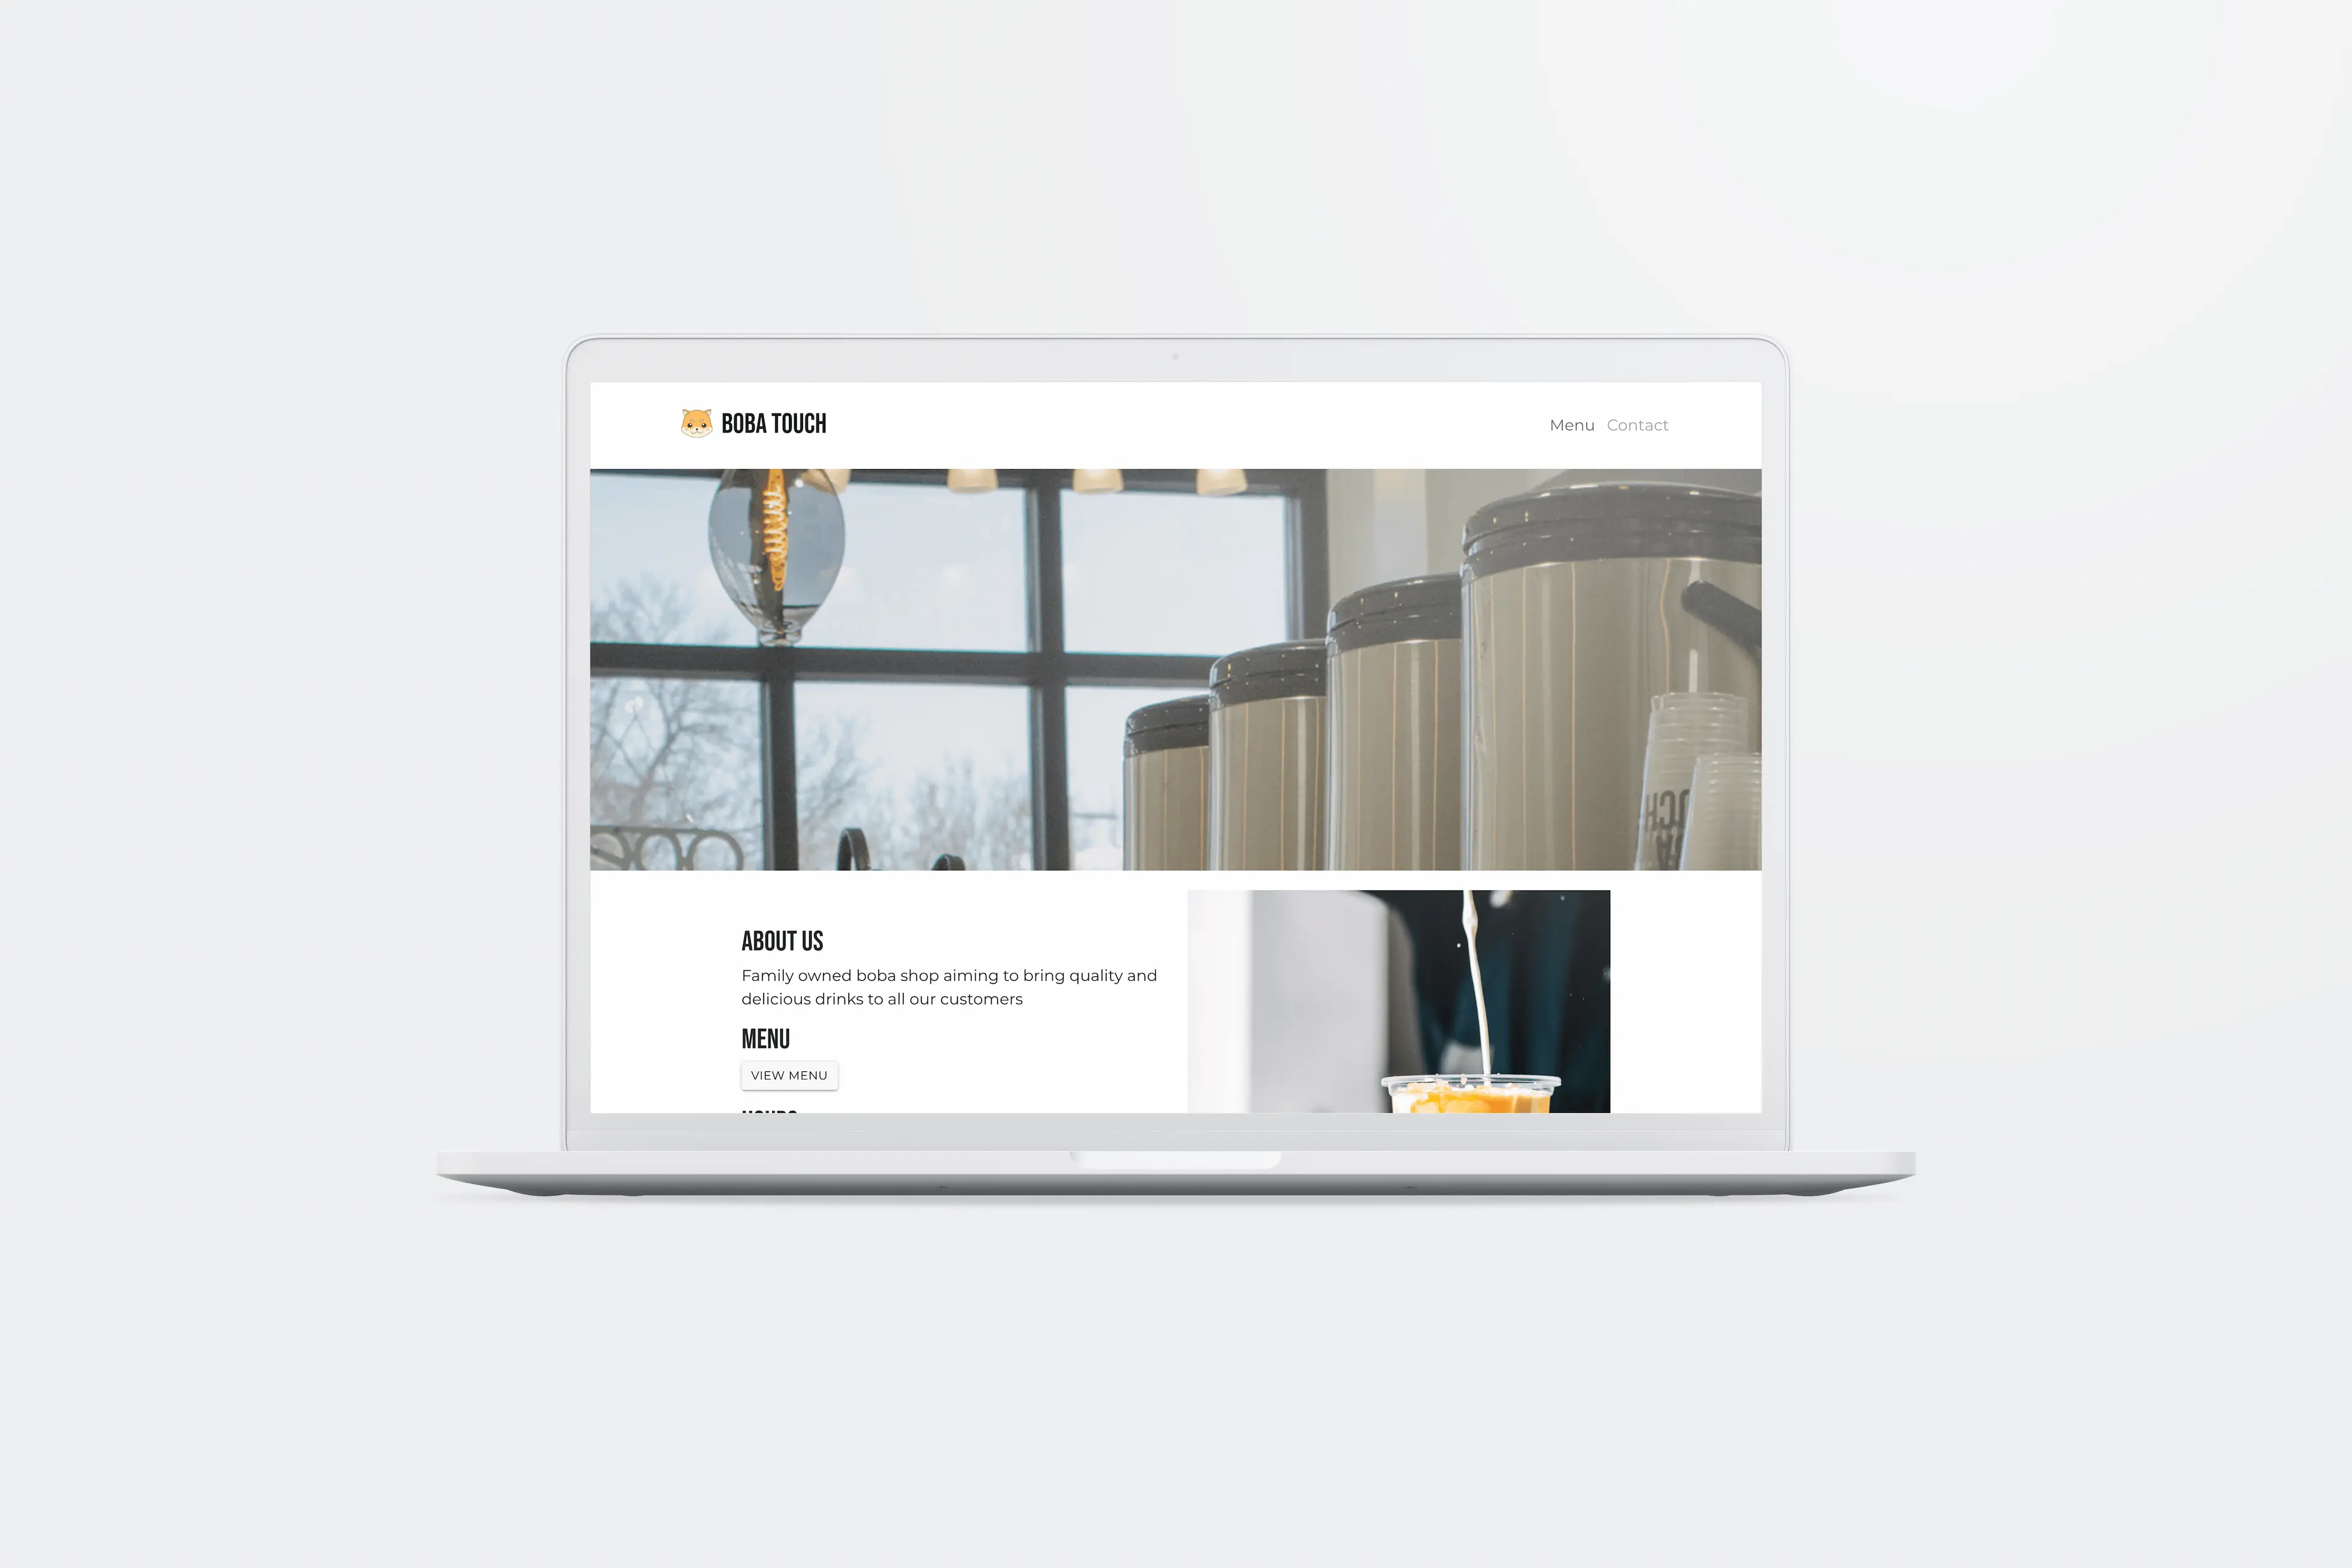 BOBA TOUCH
Menu Contact
ABOUT US
Family owned boba shop aiming to bring quality and
delicious drinks to all our customers
MENU
VIEW MENU